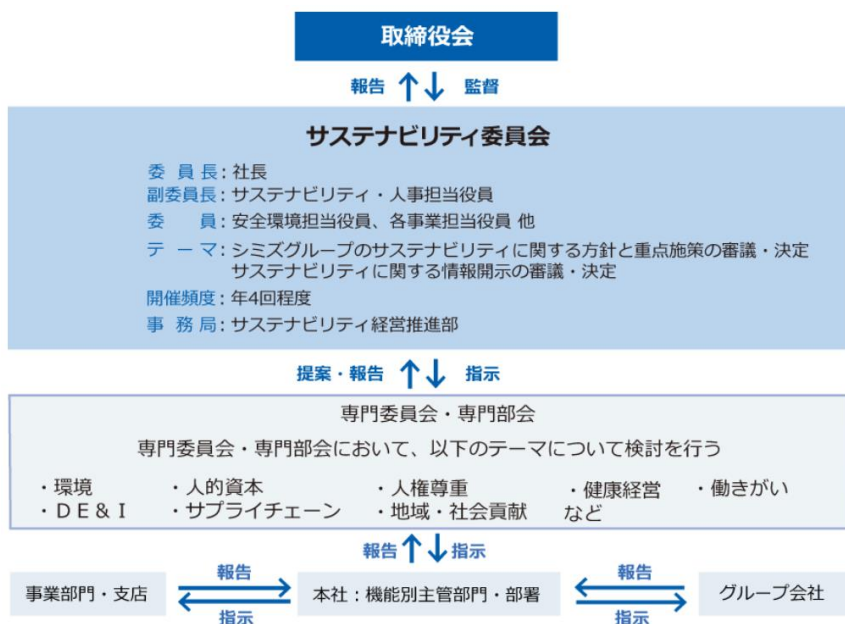 取締役会
報告 監督
サステナビリティ委員会
委員長：社長
副委員長：サステナビリティ・人事担当役員
委員：安全環境担当役員、各事業担当役員 他
テーマ：シミズグループのサステナビリティに関する方針と重点施策の審議・決定
サステナビリティに関する情報開示の審議・決定
開催頻度：年4回程度
事務局：サステナビリティ経営推進部
提案・報告 指示
専門委員会・専門部会
専門委員会・専門部会において、以下のテーマについて検討を行う
・環境 ・人的資本 ・人権尊重 ・健康経営 ・働きがい
・ＤＥ＆Ｉ ・サプライチェーン ・地域・社会貢献 など
報告 指示
報告 報告
事業部門・支店 本社：機能別主管部門・部署 グループ会社
指示 指示